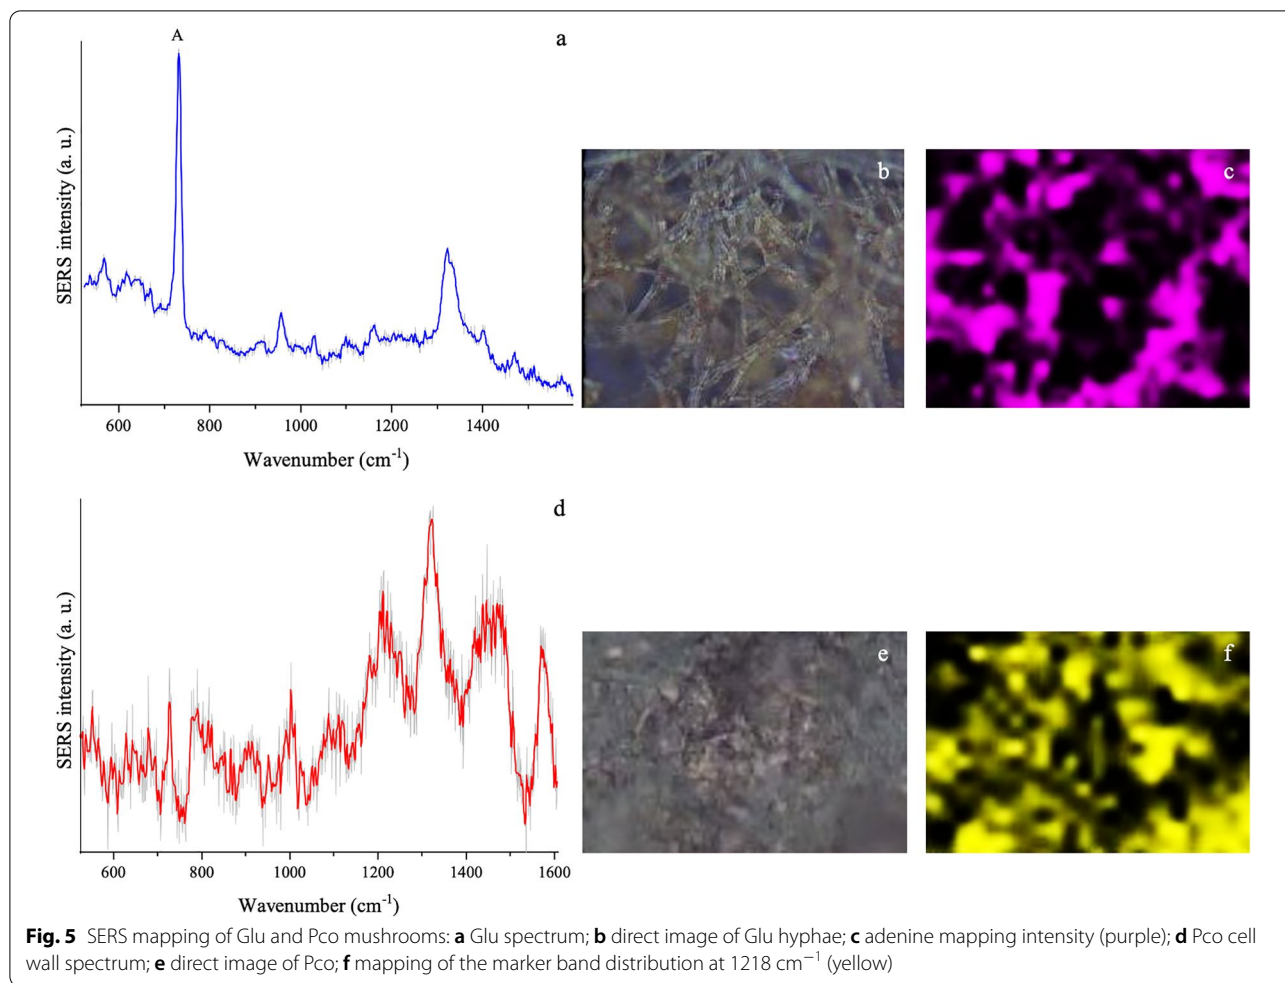 A
a
SERS intensity (a. u.)
600 800 1000 1200 1400
Wavenumber (cm⁻¹)
b
c
d
SERS intensity (a. u.)
600 800 1000 1200 1400 1600
Wavenumber (cm⁻¹)
e
f
Fig. 5 SERS mapping of Glu and Pco mushrooms: a Glu spectrum; b direct image of Glu hyphae; c adenine mapping intensity (purple); d Pco cell
wall spectrum; e direct image of Pco; f mapping of the marker band distribution at 1218 cm⁻¹ (yellow)